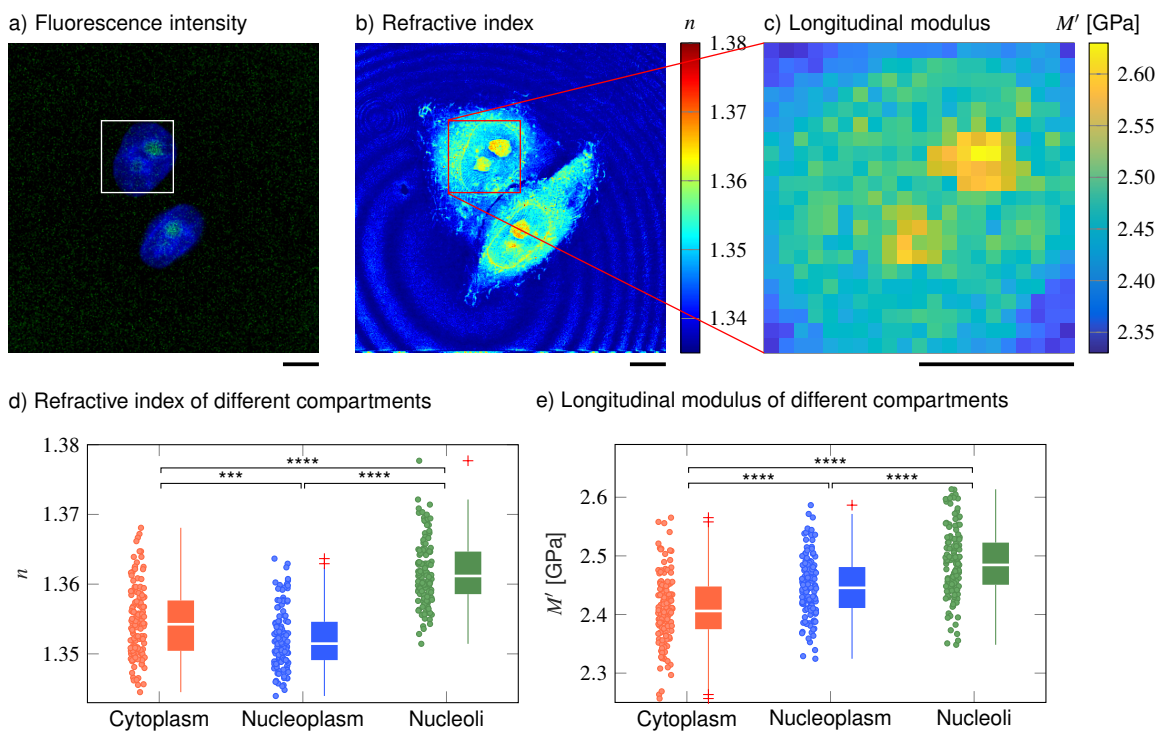 a) Fluorescence intensity
b) Refractive index
n
c) Longitudinal modulus
M′ [GPa]
1.38
1.37
1.36
1.35
1.34
2.60
2.55
2.50
2.45
2.40
2.35
d) Refractive index of different compartments
n
1.38
1.37
1.36
1.35
****
***
****
Cytoplasm
Nucleoplasm
Nucleoli
e) Longitudinal modulus of different compartments
M′ [GPa]
2.6
2.5
2.4
2.3
****
****
****
Cytoplasm
Nucleoplasm
Nucleoli